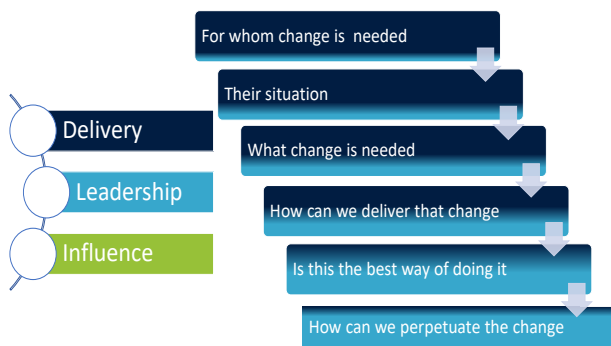 Delivery
Leadership
Influence
For whom change is needed
Their situation
What change is needed
How can we deliver that change
Is this the best way of doing it
How can we perpetuate the change